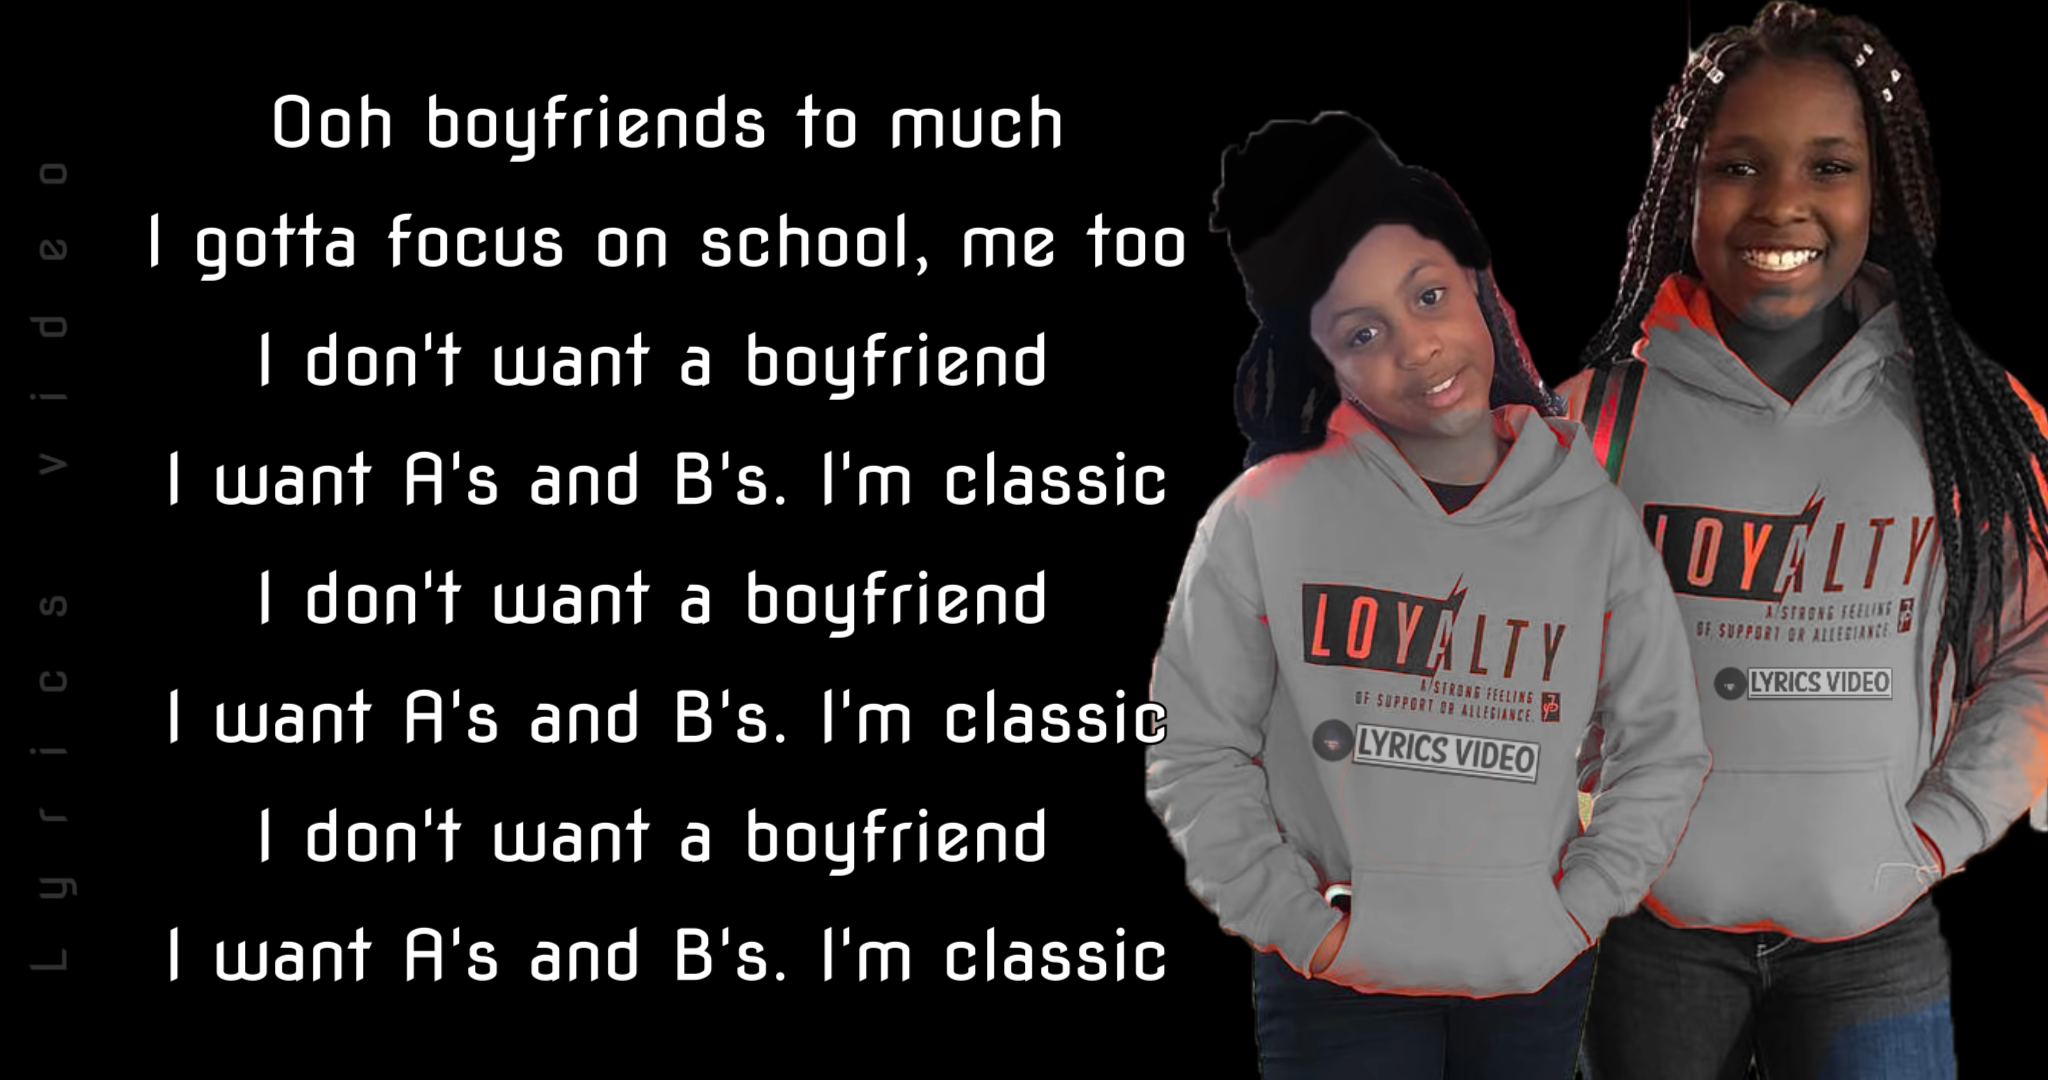 Ooh boyfriends to much
I gotta focus on school, me too
I don't want a boyfriend
I want A's and B's. I'm classic
I don't want a boyfriend
I want A's and B's. I'm classic
I don't want a boyfriend
I want A's and B's. I'm classic
Lyrics video
LOYALTY
A STRONG FEELING
OF SUPPORT OR ALLEGIANCE.
LYRICS VIDEO
LOYALTY
A STRONG FEELING
OF SUPPORT OR ALLEGIANCE.
LYRICS VIDEO